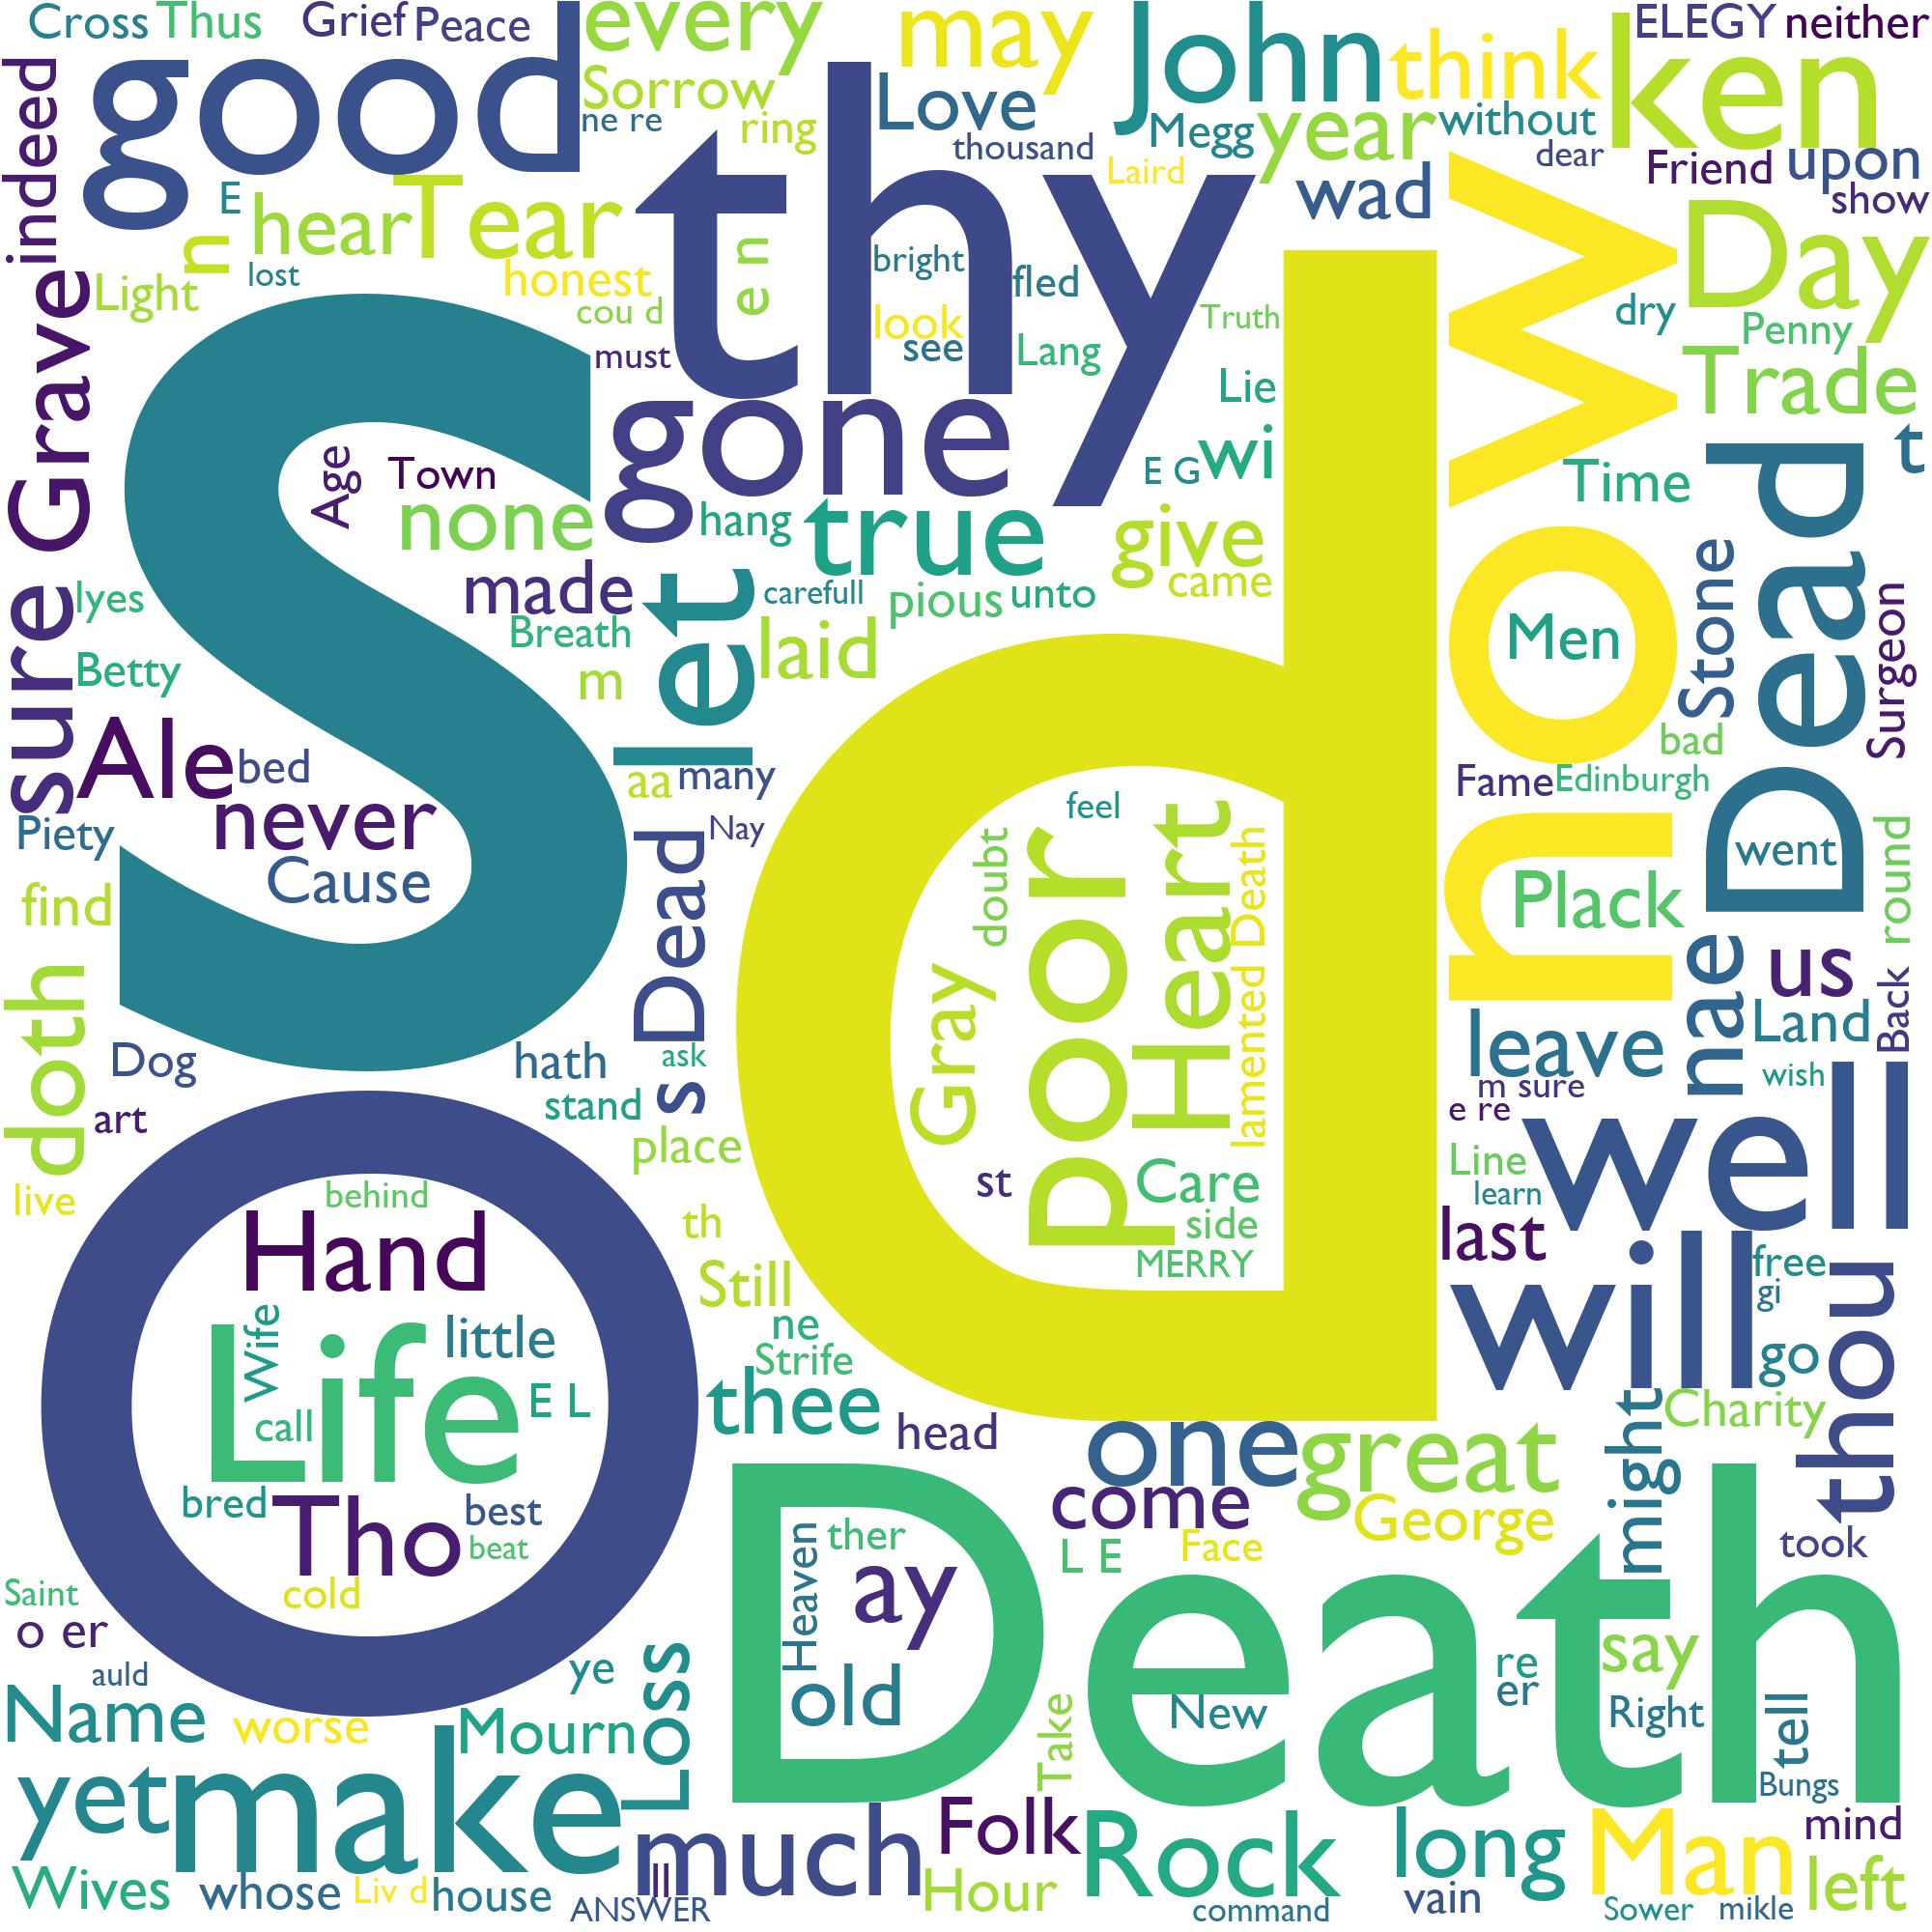 Cross Thus Grief Peace every may John think ken ELEGY neither
good Sorrow Love Megg year without
indeed ne re ring thousand Laird dear Friend upon
show
E hear Tear thy wad Day
n
Light lost honest e n bright fled now
cou d look Truth dry Penny
Grave must see Lang Lie Trade
S gone d
Age Town wi t
E G Time Dead
none hang true give
made let carefull pious unto came Men Stone
sure lyes Breath laid Surgeon
Betty m bad
Ale bed aa many Fame Edinburgh
never Nay feel went round
Piety Cause s Dead doubt poor Heart lamented Death
find Plack
doth us
Dog hath ask Gray nae Land Back
leave wish
art stand m sure well
place e re
live behind st Care Line
learn
Hand th side last
O MERRY will free
Still gi
Life Wife little ne thou
Strife go
call E L thee head one great might Charity
bred Tho best come George
beat Death ther L E Face took
Saint cold Heaven ay
o er say
auld ye Loss re
er
Name worse Mourn old Take New Right tell
yet make Bungs
much Folk Rock long Man mind
Wives whose Liv d house ll Hour vain left
ANSWER command Sower mikle